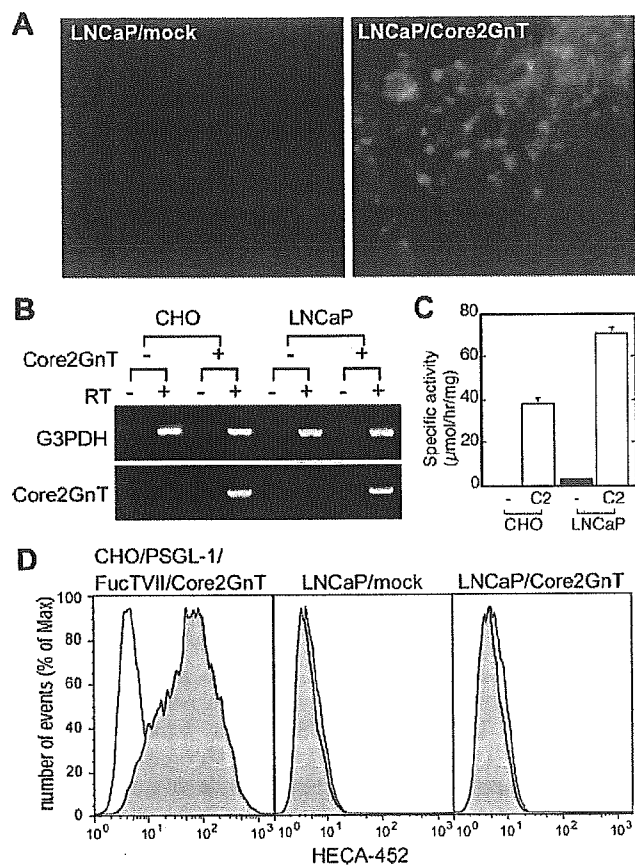 A
LNCaP/mock
LNCaP/Core2GnT
B
CHO
LNCaP
Core2GnT
- + - +
RT
- + - + - + - +
G3PDH
Core2GnT
C
Specific activity
(µmol/hr/mg)
80
60
40
20
0
- C2 - C2
CHO LNCaP
D
CHO/PSGL-1/
FucTVII/Core2GnT
LNCaP/mock
LNCaP/Core2GnT
number of events (% of Max)
100
80
60
40
20
0
10⁰ 10¹ 10² 10³ 10⁰ 10¹ 10² 10³ 10⁰ 10¹ 10² 10³
HECA-452